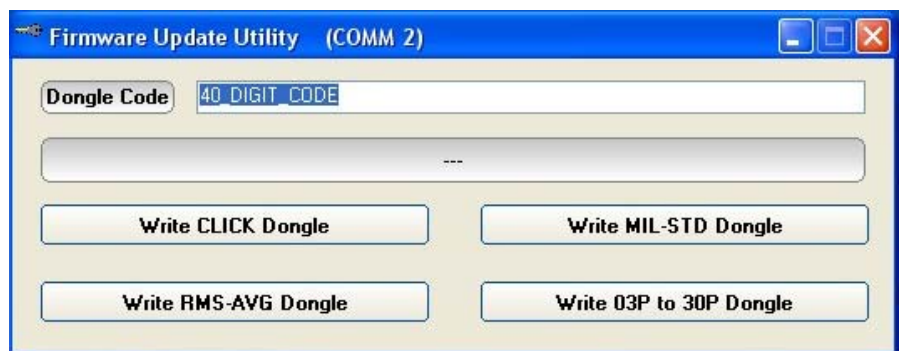 Firmware Update Utility (COMM 2)
Dongle Code 40_DIGIT_CODE
---
Write CLICK Dongle Write MIL-STD Dongle
Write RMS-AVG Dongle Write 03P to 30P Dongle